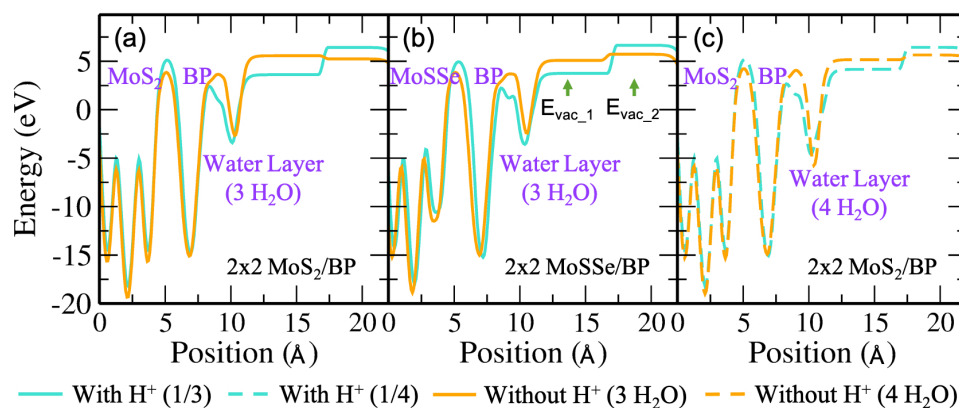 (a)
(b)
(c)
MoS2 BP
MoSSe BP
MoS2 BP
Evac_1 Evac_2
Water Layer
(3 H2O)
Water Layer
(3 H2O)
Water Layer
(4 H2O)
2x2 MoS2/BP
2x2 MoSSe/BP
2x2 MoS2/BP
Energy (eV)
5
0
-5
-10
-15
-20
0 5 10 15 20
0 5 10 15 20
0 5 10 15 20
Position (Å)
Position (Å)
Position (Å)
With H+ (1/3) With H+ (1/4) Without H+ (3 H2O) Without H+ (4 H2O)